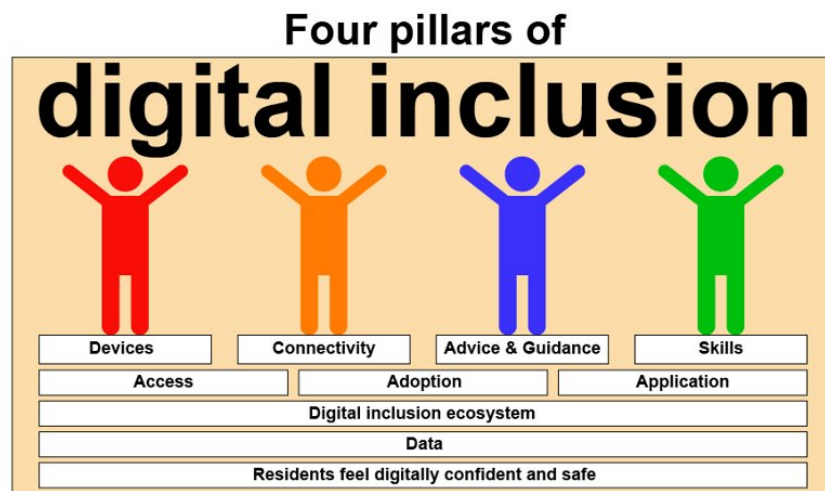 Four pillars of
digital inclusion
Devices Connectivity Advice & Guidance Skills
Access Adoption Application
Digital inclusion ecosystem
Data
Residents feel digitally confident and safe